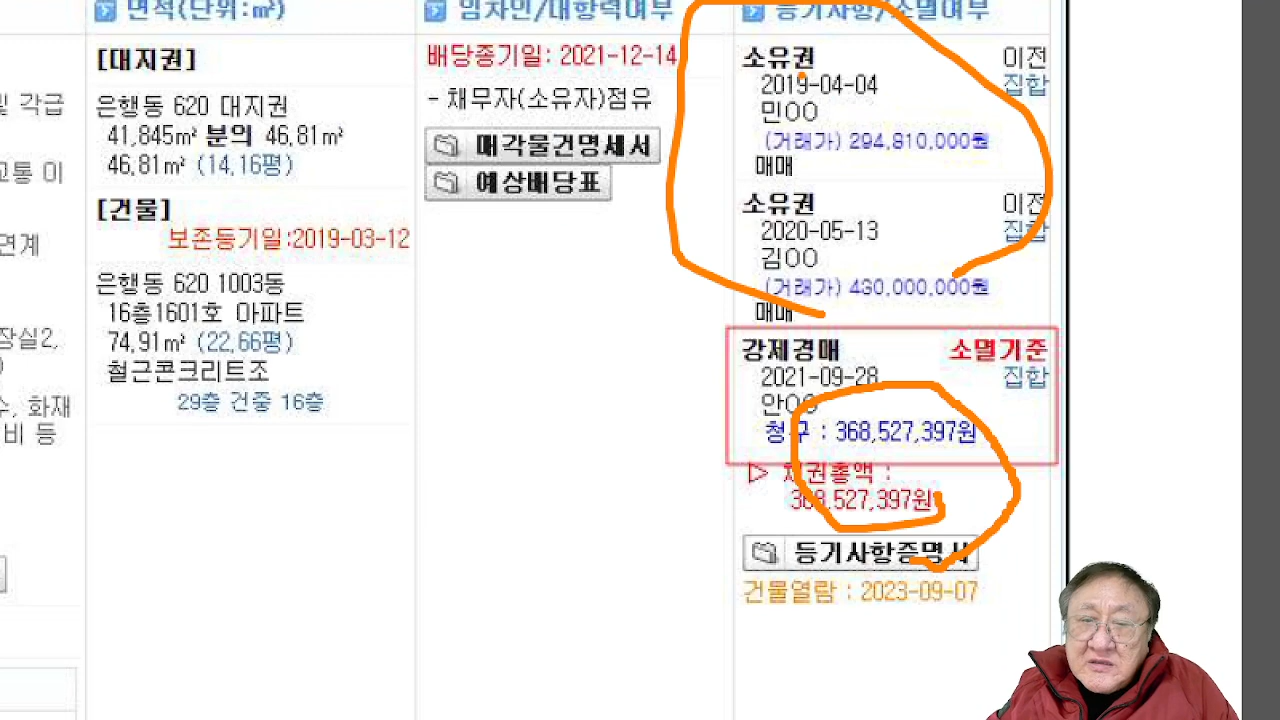 면적(단위:㎡)
임차인/대항력여부
등기사항/소멸여부
및 각급
교통 이
연계
장실2,
수, 화재
비 등
[대지권]
은행동 620 대지권
41,845㎡ 분의 46,81㎡
46,81㎡ (14,16평)
[건물]
보존등기일:2019-03-12
은행동 620 1003동
16층1601호 아파트
74,91㎡ (22,66평)
철근콘크리트조
29층 건중 16층
배당종기일: 2021-12-14
- 채무자(소유자)점유
매각물건명세서
예상배당표
소유권 이전
2019-04-04 집합
민OO
(거래가) 294,810,000원
매매
소유권 이전
2020-05-13 집합
김OO
(거래가) 430,000,000원
매매
강제경매 소멸기준
2021-09-28 집합
안OO
청구 : 368,527,397원
▷ 채권총액 :
368,527,397원
등기사항증명서
건물열람 : 2023-09-07